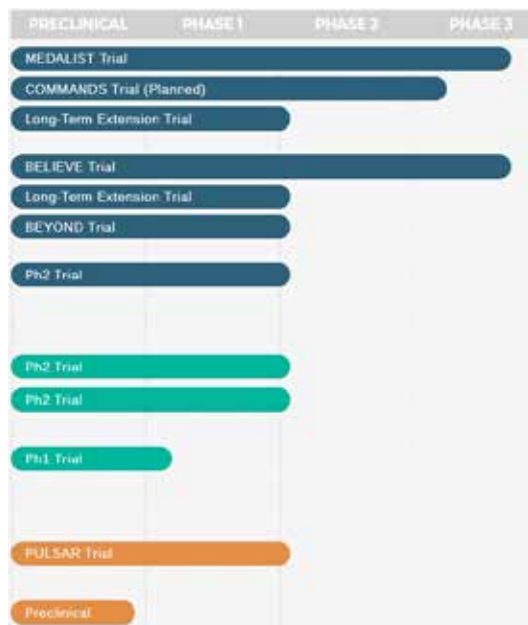 PRECLINICAL PHASE 1 PHASE 2 PHASE 3
MEDALIST Trial
COMMANDS Trial (Planned)
Long-Term Extension Trial
BELIEVE Trial
Long-Term Extension Trial
BEYOND Trial
Ph2 Trial
Ph2 Trial
Ph2 Trial
Ph1 Trial
PULSAR Trial
Preclinical